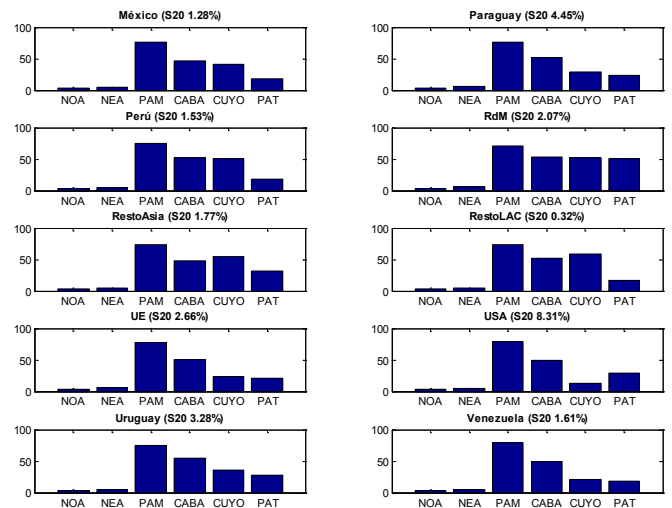 México (S20 1.28%)
100
50
0
NOA NEA PAM CABA CUYO PAT
Paraguay (S20 4.45%)
100
50
0
NOA NEA PAM CABA CUYO PAT
Perú (S20 1.53%)
100
50
0
NOA NEA PAM CABA CUYO PAT
RdM (S20 2.07%)
100
50
0
NOA NEA PAM CABA CUYO PAT
RestoAsia (S20 1.77%)
100
50
0
NOA NEA PAM CABA CUYO PAT
RestoLAC (S20 0.32%)
100
50
0
NOA NEA PAM CABA CUYO PAT
UE (S20 2.66%)
100
50
0
NOA NEA PAM CABA CUYO PAT
USA (S20 8.31%)
100
50
0
NOA NEA PAM CABA CUYO PAT
Uruguay (S20 3.28%)
100
50
0
NOA NEA PAM CABA CUYO PAT
Venezuela (S20 1.61%)
100
50
0
NOA NEA PAM CABA CUYO PAT